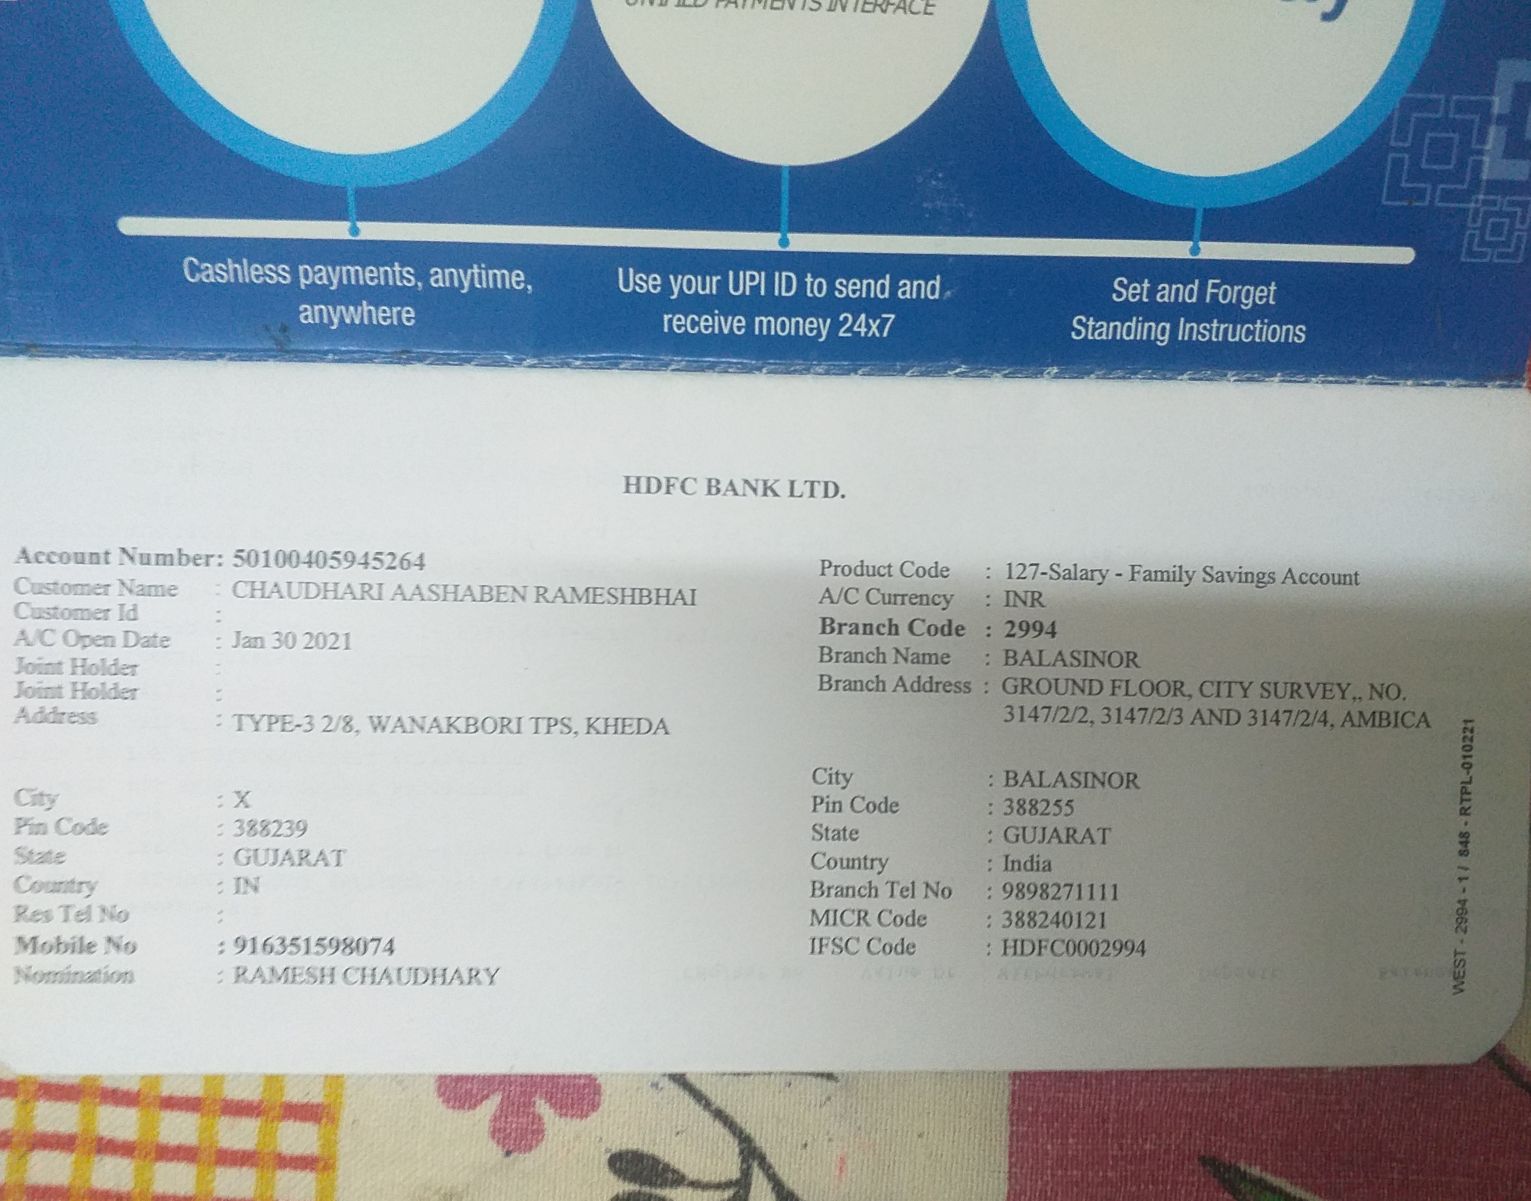 UNIFIED PAYMENTS INTERFACE
Cashless payments, anytime,
anywhere
Use your UPI ID to send and
receive money 24x7
Set and Forget
Standing Instructions
HDFC BANK LTD.
Account Number: 50100405945264
Customer Name : CHAUDHARI AASHABEN RAMESHBHAI
Customer Id :
A/C Open Date : Jan 30 2021
Joint Holder :
Joint Holder :
Address : TYPE-3 2/8, WANAKBORI TPS, KHEDA
City : X
Pin Code : 388239
State : GUJARAT
Country : IN
Res Tel No :
Mobile No : 916351598074
Nomination : RAMESH CHAUDHARY
Product Code : 127-Salary - Family Savings Account
A/C Currency : INR
Branch Code : 2994
Branch Name : BALASINOR
Branch Address : GROUND FLOOR, CITY SURVEY,, NO.
3147/2/2, 3147/2/3 AND 3147/2/4, AMBICA
City : BALASINOR
Pin Code : 388255
State : GUJARAT
Country : India
Branch Tel No : 9898271111
MICR Code : 388240121
IFSC Code : HDFC0002994
WEST - 2994 - 1 / 848 - RTPL-010221